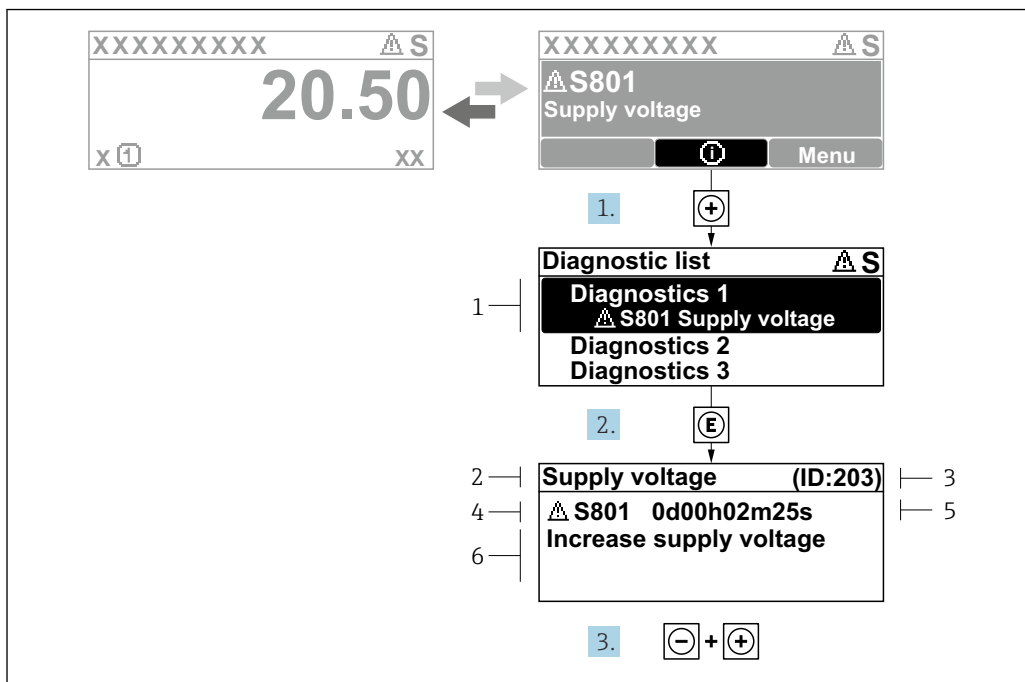 XXXXXXXXX ⚠ S
20.50
X ① XX
XXXXXXXXX ⚠ S
⚠ S801
Supply voltage
ⓘ Menu
1. +
Diagnostic list ⚠ S
1
Diagnostics 1
⚠ S801 Supply voltage
Diagnostics 2
Diagnostics 3
2. E
2 Supply voltage (ID:203) 3
4 ⚠ S801 0d00h02m25s 5
6 Increase supply voltage
3. - + +